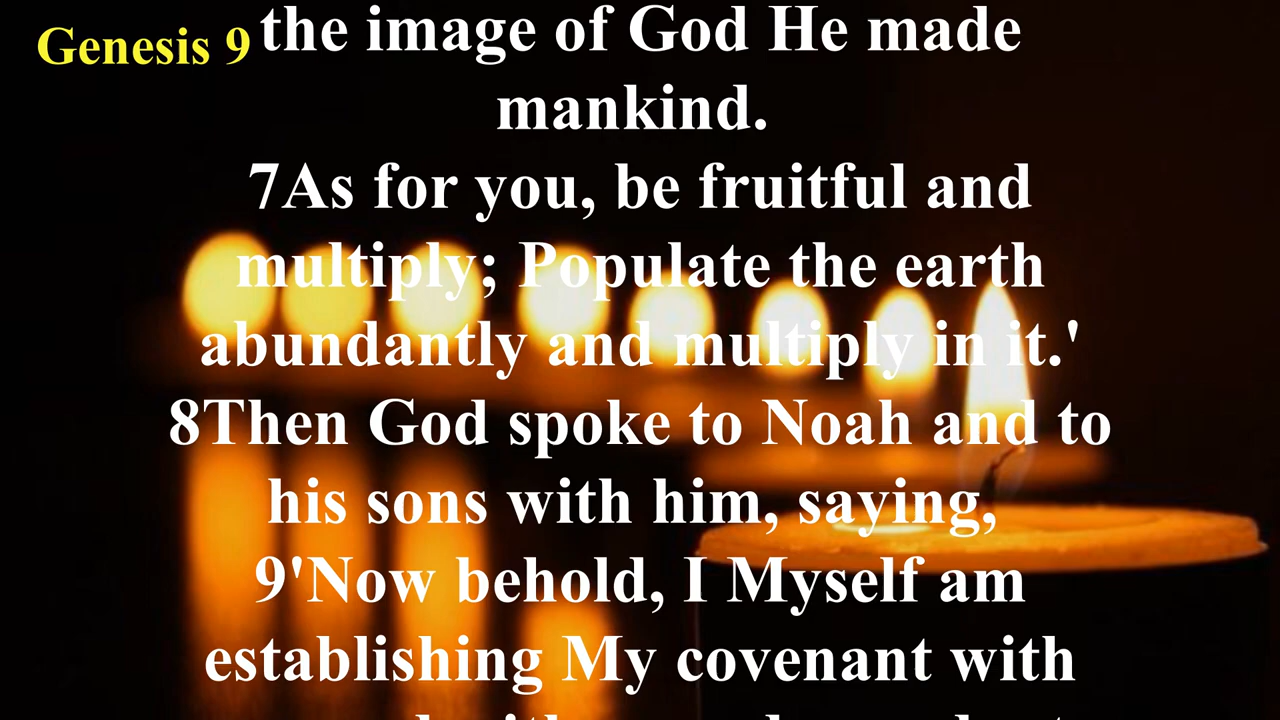 Genesis 9
the image of God He made
mankind.
7As for you, be fruitful and
multiply; Populate the earth
abundantly and multiply in it.'
8Then God spoke to Noah and to
his sons with him, saying,
9'Now behold, I Myself am
establishing My covenant with